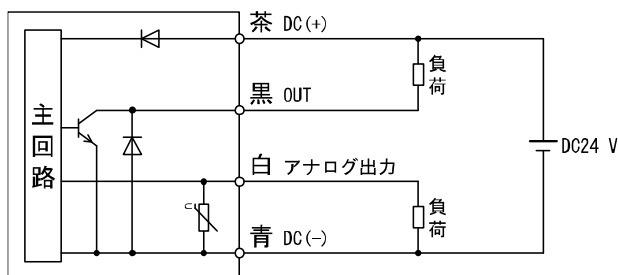 茶 DC(+)
負荷
黒 OUT
主回路
DC24 V
白 アナログ出力
負荷
青 DC(-)